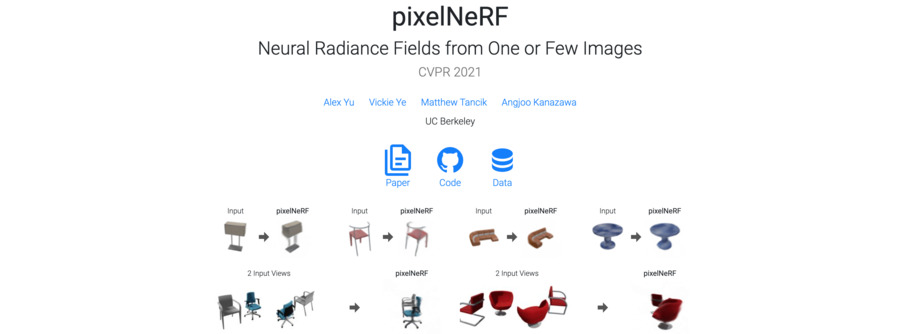 pixelNeRF
Neural Radiance Fields from One or Few Images
CVPR 2021
Alex Yu Vickie Ye Matthew Tancik Angjoo Kanazawa
UC Berkeley
Paper Code Data
Input pixelNeRF Input pixelNeRF Input pixelNeRF Input pixelNeRF
2 Input Views pixelNeRF 2 Input Views pixelNeRF